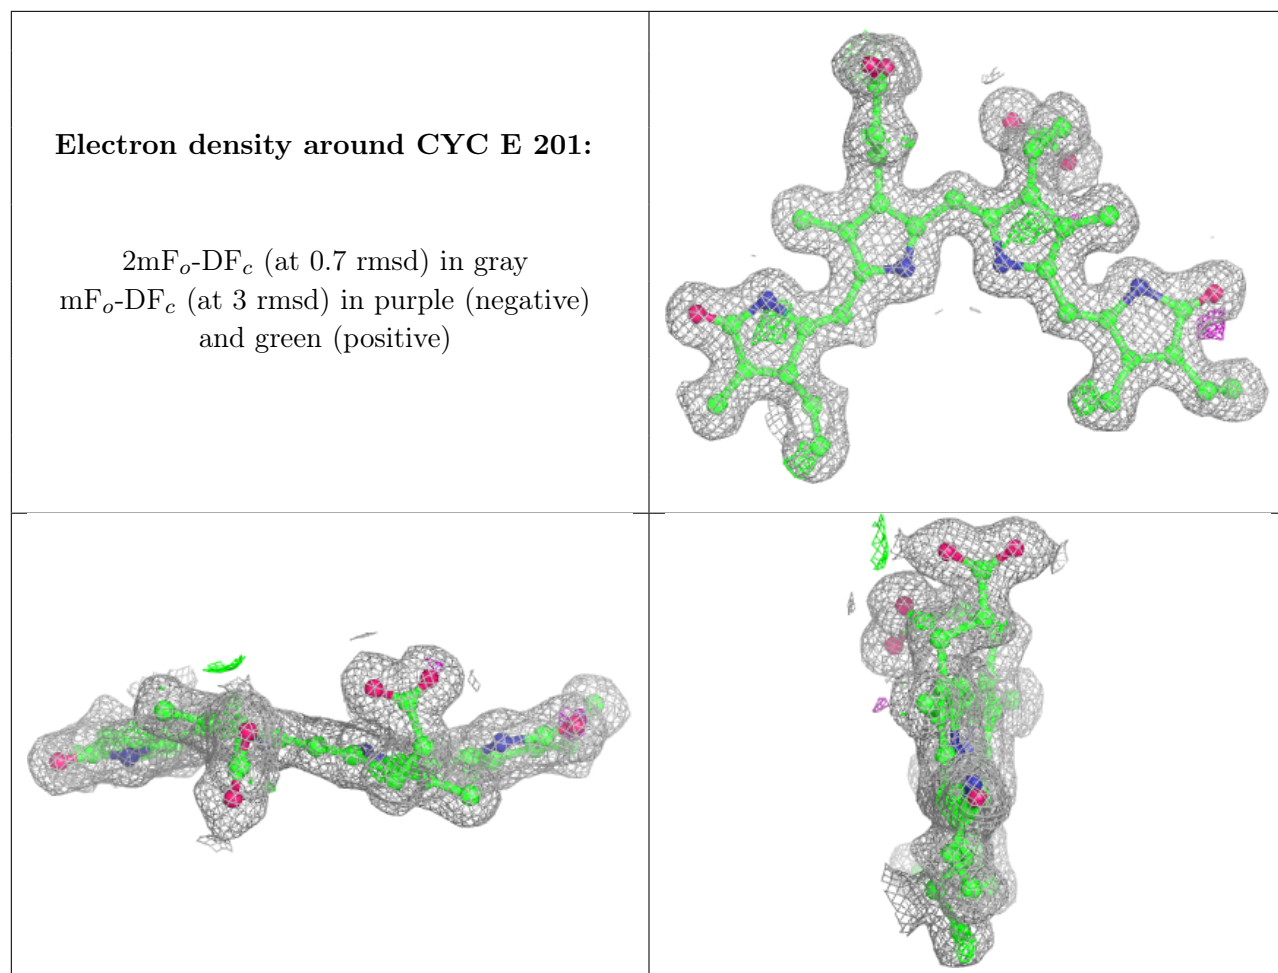 Electron density around CYC E 201:
2mFₒ-DF𝒸 (at 0.7 rmsd) in gray
mFₒ-DF𝒸 (at 3 rmsd) in purple (negative)
and green (positive)